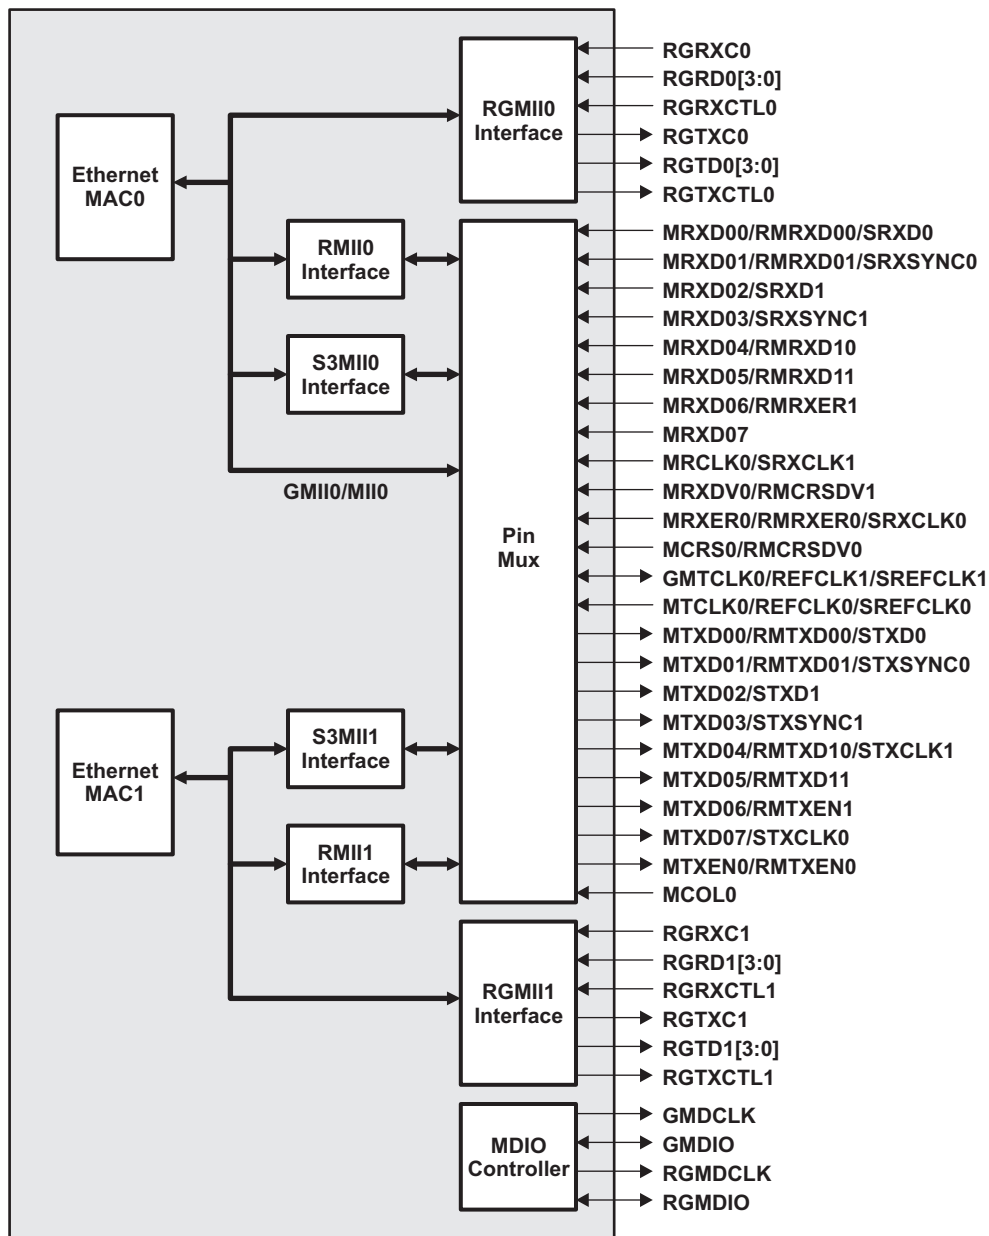 RGMII0
Interface
RGRXC0
RGRD0[3:0]
RGRXCTL0
RGTXC0
RGTD0[3:0]
RGTXCTL0
Ethernet
MAC0
RMII0
Interface
S3MII0
Interface
GMII0/MII0
Pin
Mux
MRXD00/RMRXD00/SRXD0
MRXD01/RMRXD01/SRXSYNC0
MRXD02/SRXD1
MRXD03/SRXSYNC1
MRXD04/RMRXD10
MRXD05/RMRXD11
MRXD06/RMRXER1
MRXD07
MRCLK0/SRXCLK1
MRXDV0/RMCRSDV1
MRXER0/RMRXER0/SRXCLK0
MCRS0/RMCRSDV0
GMTCLK0/REFCLK1/SREFCLK1
MTCLK0/REFCLK0/SREFCLK0
MTXD00/RMTXD00/STXD0
MTXD01/RMTXD01/STXSYNC0
MTXD02/STXD1
MTXD03/STXSYNC1
MTXD04/RMTXD10/STXCLK1
MTXD05/RMTXD11
MTXD06/RMTXEN1
MTXD07/STXCLK0
MTXEN0/RMTXEN0
MCOL0
Ethernet
MAC1
S3MII1
Interface
RMII1
Interface
RGMII1
Interface
RGRXC1
RGRD1[3:0]
RGRXCTL1
RGTXC1
RGTD1[3:0]
RGTXCTL1
MDIO
Controller
GMDCLK
GMDIO
RGMDCLK
RGMDIO